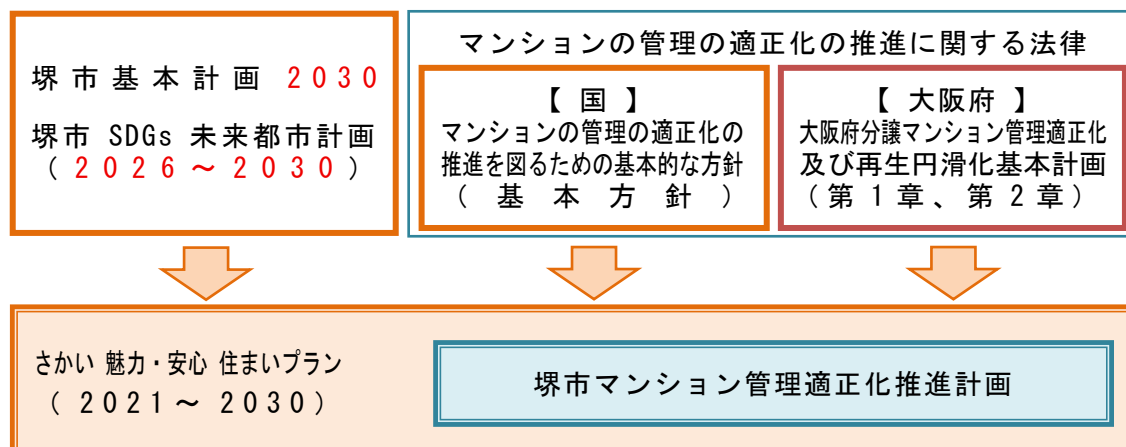 堺市基本計画 2030
堺市 SDGs 未来都市計画
(2026~2030)
マンションの管理の適正化の推進に関する法律
【国】
マンションの管理の適正化の
推進を図るための基本的な方針
(基本方針)
【大阪府】
大阪府分譲マンション管理適正化
及び再生円滑化基本計画
(第1章、第2章)
さかい 魅力・安心 住まいプラン
(2021~2030)
堺市マンション管理適正化推進計画